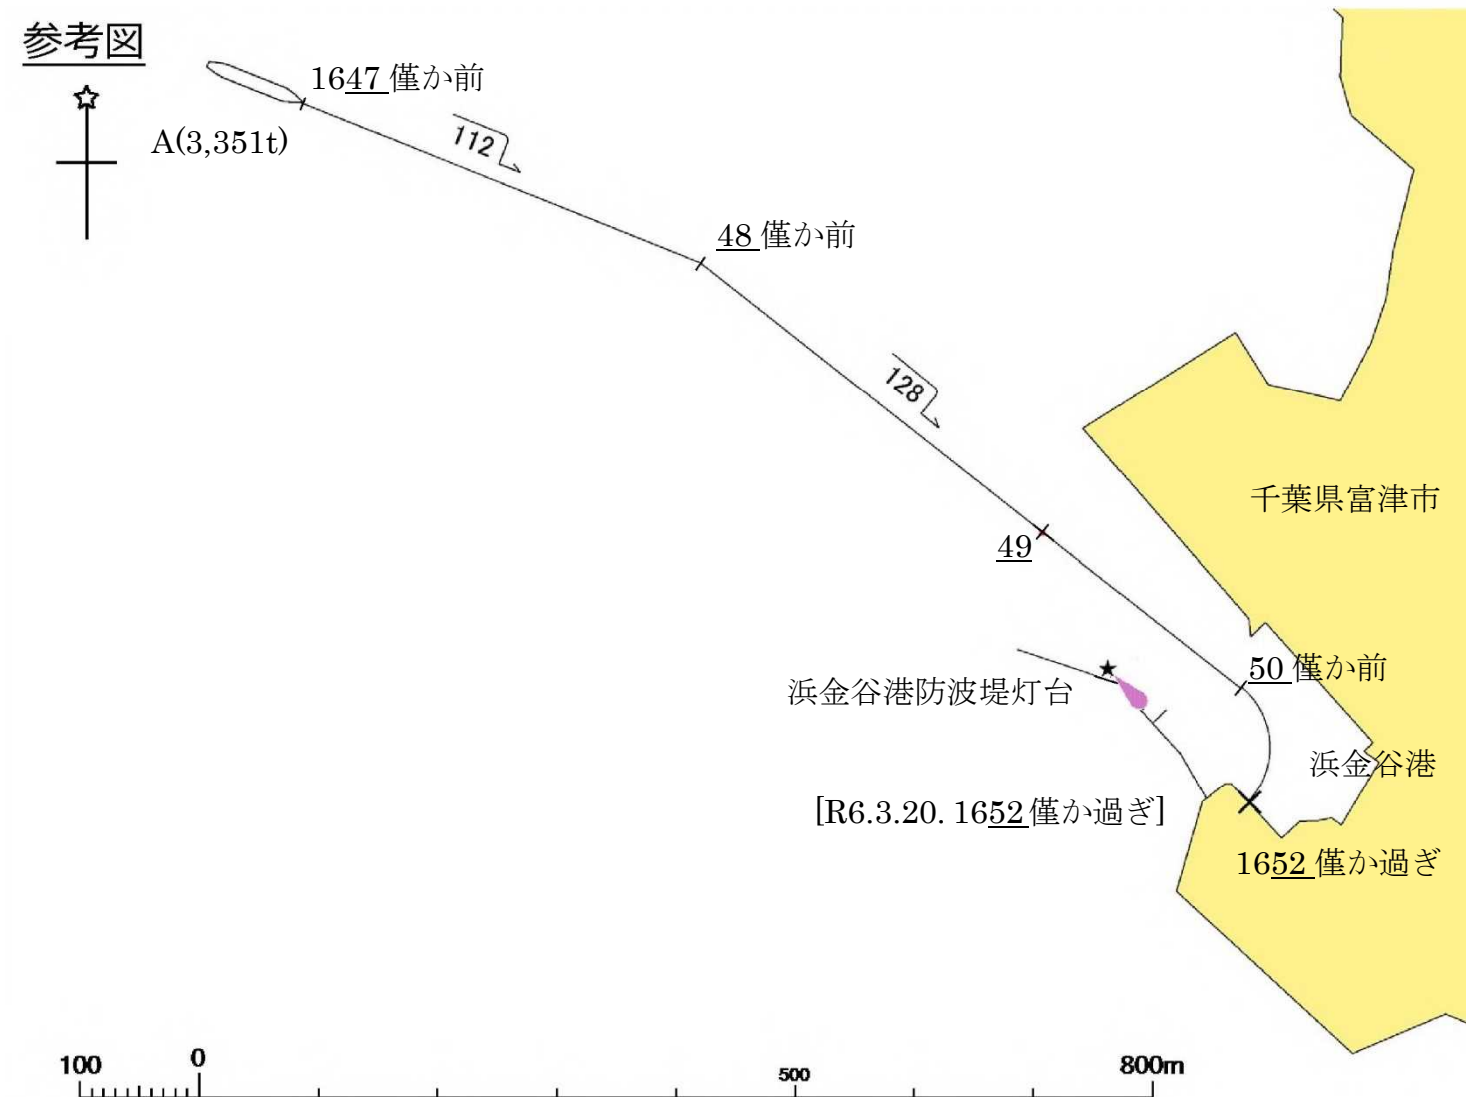 参考図
1647 僅か前
A(3,351t)
112
48 僅か前
128
千葉県富津市
49
50 僅か前
浜金谷港防波堤灯台
浜金谷港
[R6.3.20. 1652 僅か過ぎ]
1652 僅か過ぎ
100 0 500 800m